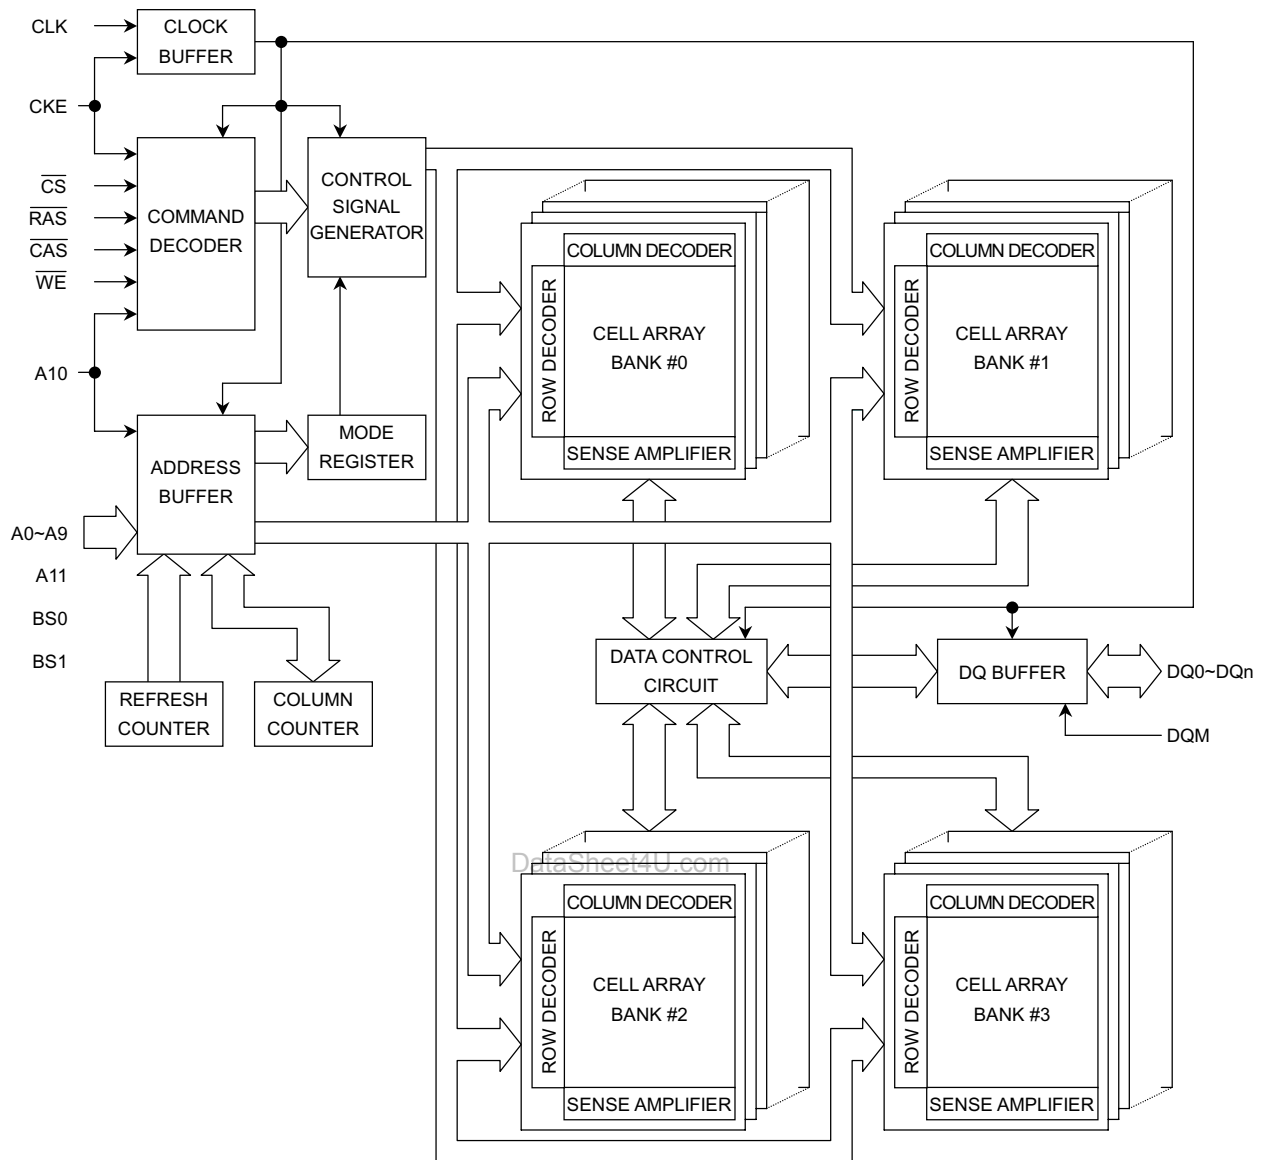 CLK
CLOCK
BUFFER
CKE
CS
RAS
CAS
WE
COMMAND
DECODER
CONTROL
SIGNAL
GENERATOR
A10
MODE
REGISTER
ADDRESS
BUFFER
A0~A9
A11
BS0
BS1
REFRESH
COUNTER
COLUMN
COUNTER
COLUMN DECODER
ROW DECODER
CELL ARRAY
BANK #0
SENSE AMPLIFIER
COLUMN DECODER
ROW DECODER
CELL ARRAY
BANK #1
SENSE AMPLIFIER
DATA CONTROL
CIRCUIT
DQ BUFFER
DQ0~DQn
DQM
DataSheet4U.com
COLUMN DECODER
ROW DECODER
CELL ARRAY
BANK #2
SENSE AMPLIFIER
COLUMN DECODER
ROW DECODER
CELL ARRAY
BANK #3
SENSE AMPLIFIER